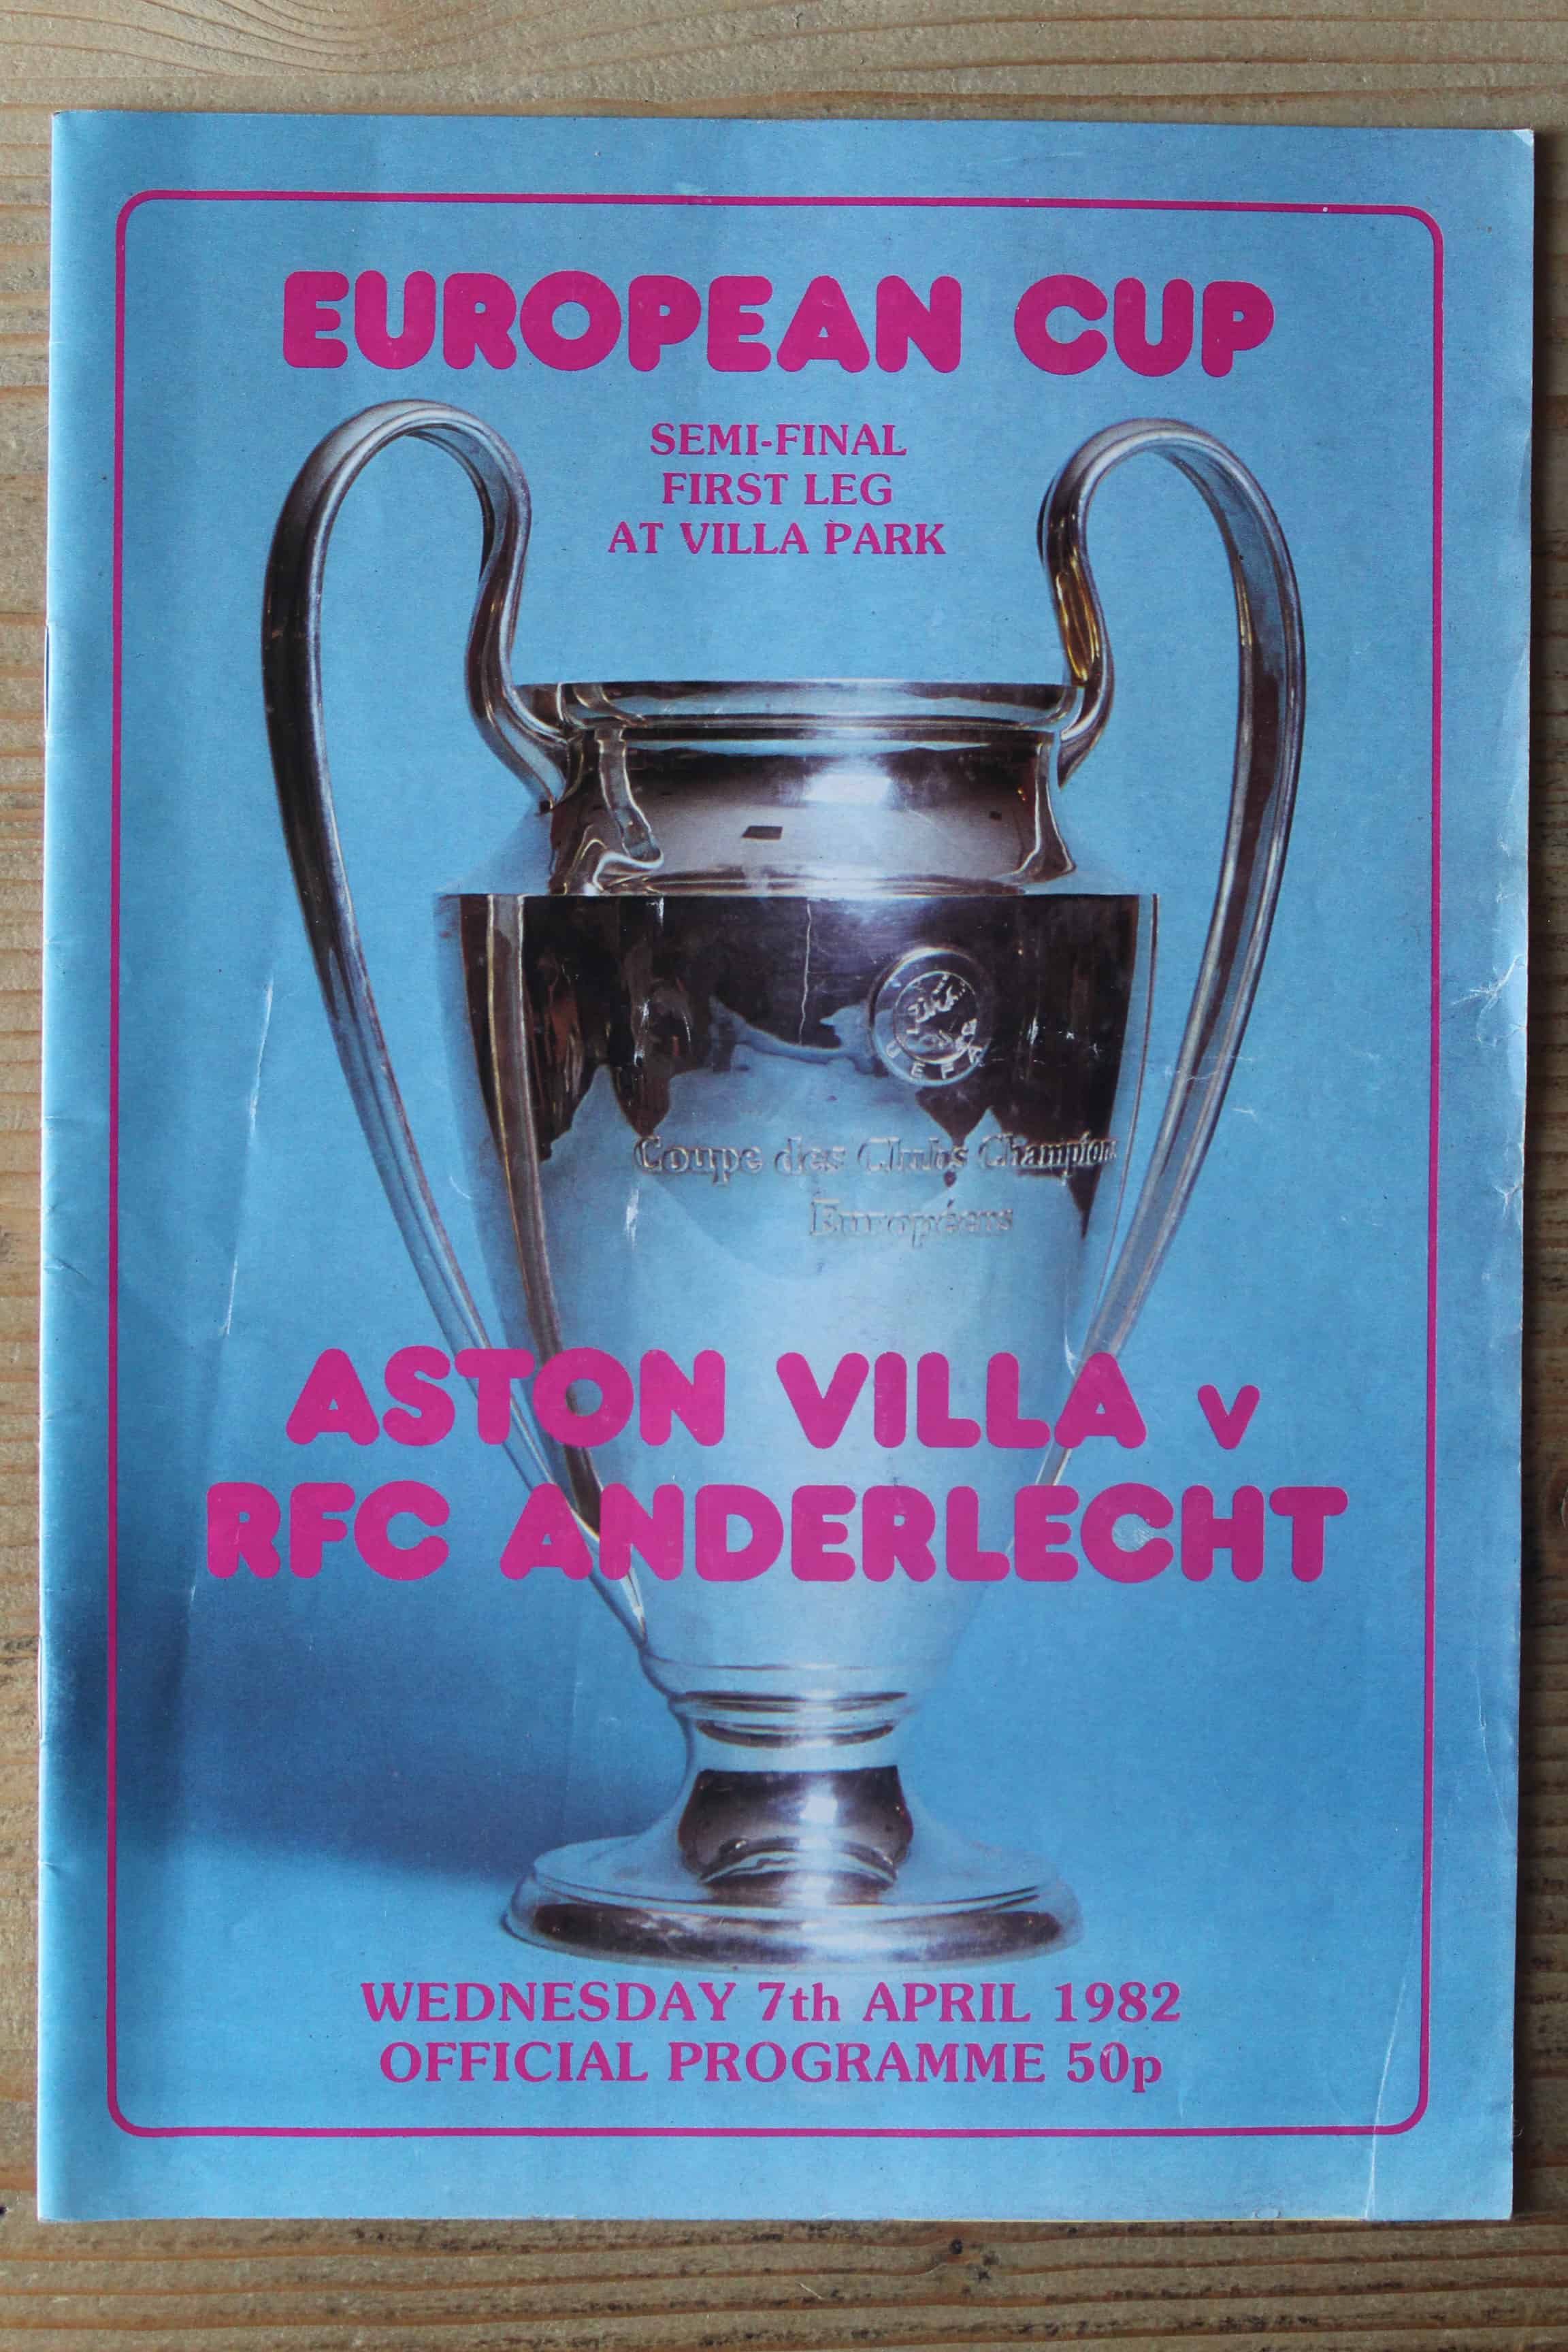 EUROPEAN CUP
SEMI-FINAL
FIRST LEG
AT VILLA PARK
UEFA
Coupe des Clubs Champions
Européens
ASTON VILLA v
RFC ANDERLECHT
WEDNESDAY 7th APRIL 1982
OFFICIAL PROGRAMME 50p